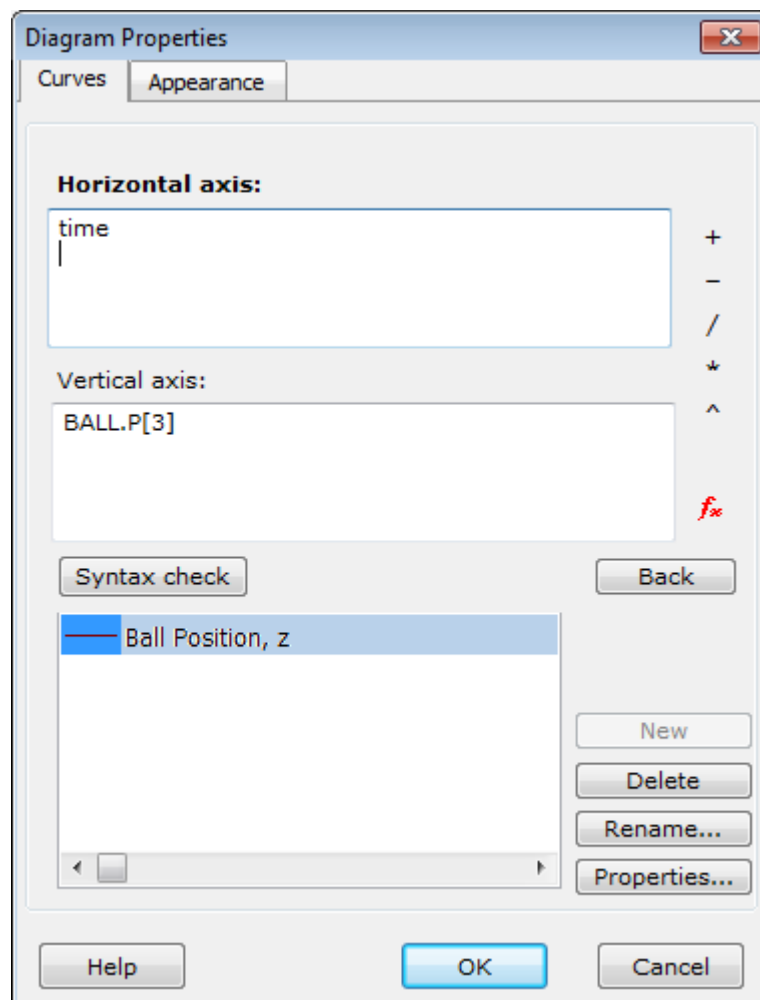 Diagram Properties
Curves
Appearance
Horizontal axis:
time
+
-
/
*
^
Vertical axis:
BALL.P[3]
fx
Syntax check
Back
Ball Position, z
New
Delete
Rename...
Properties...
Help
OK
Cancel